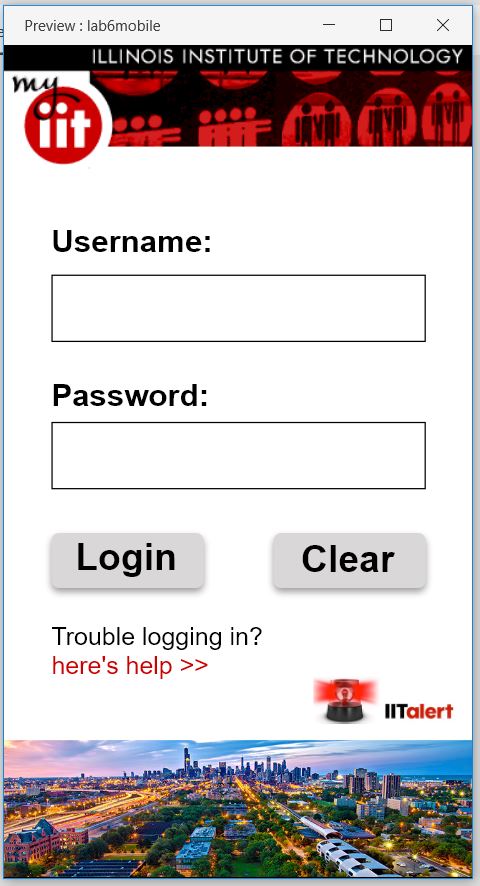 Preview : lab6mobile
ILLINOIS INSTITUTE OF TECHNOLOGY
my
iit
Username:
Password:
Login
Clear
Trouble logging in?
here's help >>
IITalert